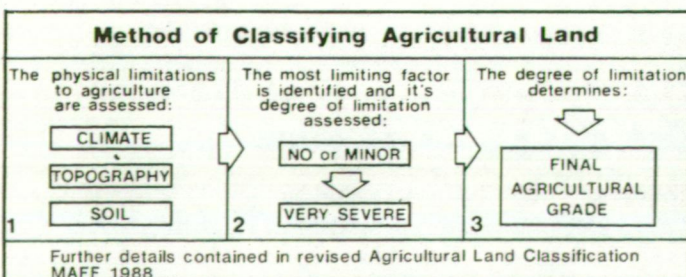 Method of Classifying Agricultural Land
The physical limitations
to agriculture
are assessed:
CLIMATE
TOPOGRAPHY
SOIL
1
The most limiting factor
is identified and it's
degree of limitation
assessed:
NO or MINOR
VERY SEVERE
2
The degree of limitation
determines:
FINAL
AGRICULTURAL
GRADE
3
Further details contained in revised Agricultural Land Classification
MAFF 1988